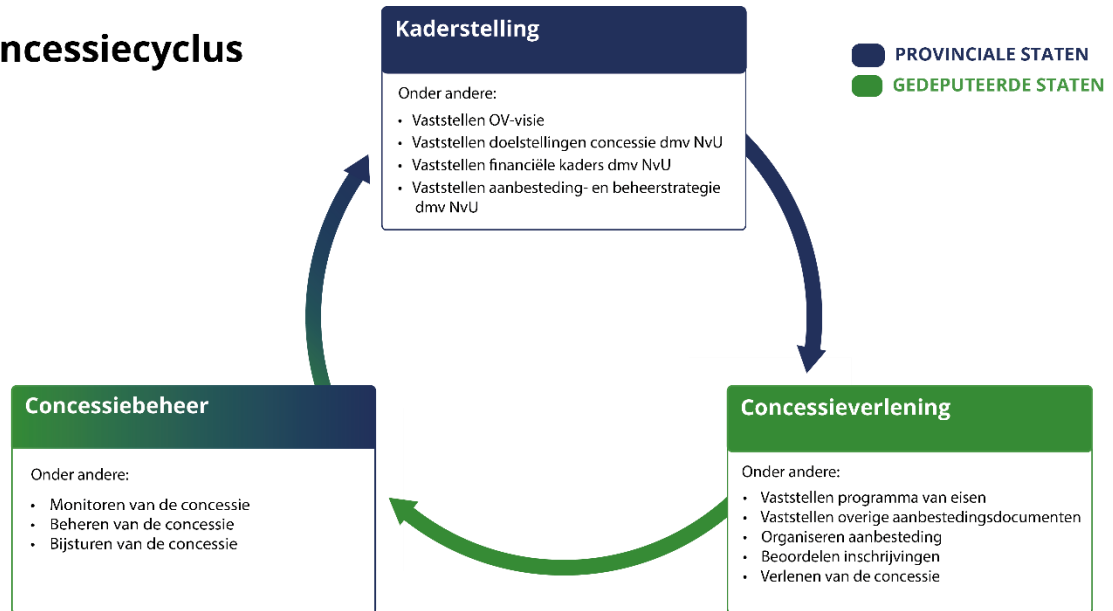 ncessiecyclus
Kaderstelling
Onder andere:
• Vaststellen OV-visie
• Vaststellen doelstellingen concessie dmv NvU
• Vaststellen financiële kaders dmv NvU
• Vaststellen aanbesteding- en beheerstrategie
dmv NvU
PROVINCIALE STATEN
GEDEPUTEERDE STATEN
Concessiebeheer
Onder andere:
• Monitoren van de concessie
• Beheren van de concessie
• Bijsturen van de concessie
Concessieverlening
Onder andere:
• Vaststellen programma van eisen
• Vaststellen overige aanbestedingsdocumenten
• Organiseren aanbesteding
• Beoordelen inschrijvingen
• Verlenen van de concessie